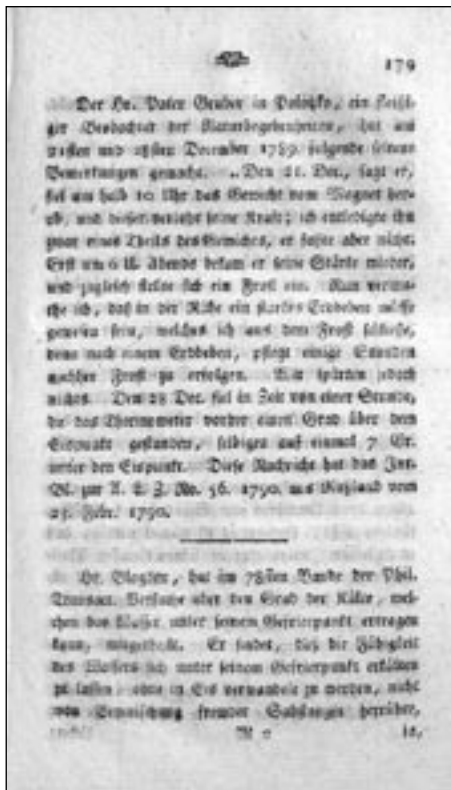 179
Der Hr. Pater Gruber in Polotzko, ein fleißi-
ger Beobachter der Naturbegebenheiten, hat am
21sten und 28sten December 1789. folgende seltene
Bemerkungen gemacht. „Den 21. Dec., sagt er,
fiel um halb 10 Uhr das Gewicht vom Magnet her-
ab, und dieser verlohr seine Kraft; ich entledigte ihn
zwar eines Theils des Gewichts, er faßte aber nicht.
Erst um 6 U. Abends bekam er seine Stärke wieder,
und zugleich stellte sich ein Frost ein. Nun vermu-
the ich, daß in der Nähe ein starkes Erdbeben müsse
gewesen sein, welches ich aus dem Frost schließe,
denn nach einem Erdbeben, pflegt einige Stunden
nachher Frost zu erfolgen. Wir spürten jedoch
nichts. Den 28 Dec. fiel in Zeit von einer Stunde,
da das Thermometer vorher einen Grad über dem
Eispunkt gestanden, selbiges auf einmal 7 Gr.
unter den Eispunkt. Diese Nachricht hat das Int.
Bl. zur A. L. Z. No. 56. 1790. aus Rußland vom
25. Febr. 1790.
Hr. Blagden, hat im 78sten Bande der Phil.
Transact. Versuche über den Grad der Kälte, wel-
chen das Wasser unter seinem Gefrierpunkt ertragen
kann, mitgetheilt. Er findet, daß die Fähigkeit
des Wassers sich unter seinem Gefrierpunkt erkälten
zu lassen, ohne in Eis verwandelt zu werden, nicht
von Beymischung fremder Substanzen herrühre,
M 2